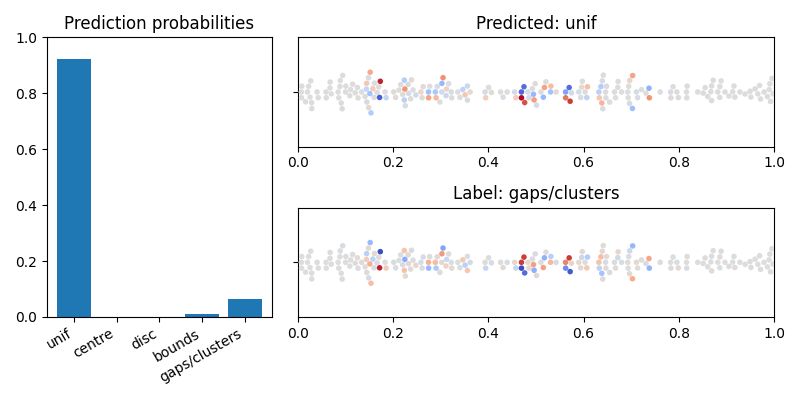 Prediction probabilities
1.0
0.8
0.6
0.4
0.2
0.0
unif
centre
disc
bounds
gaps/clusters
Predicted: unif
0.0 0.2 0.4 0.6 0.8 1.0
Label: gaps/clusters
0.0 0.2 0.4 0.6 0.8 1.0